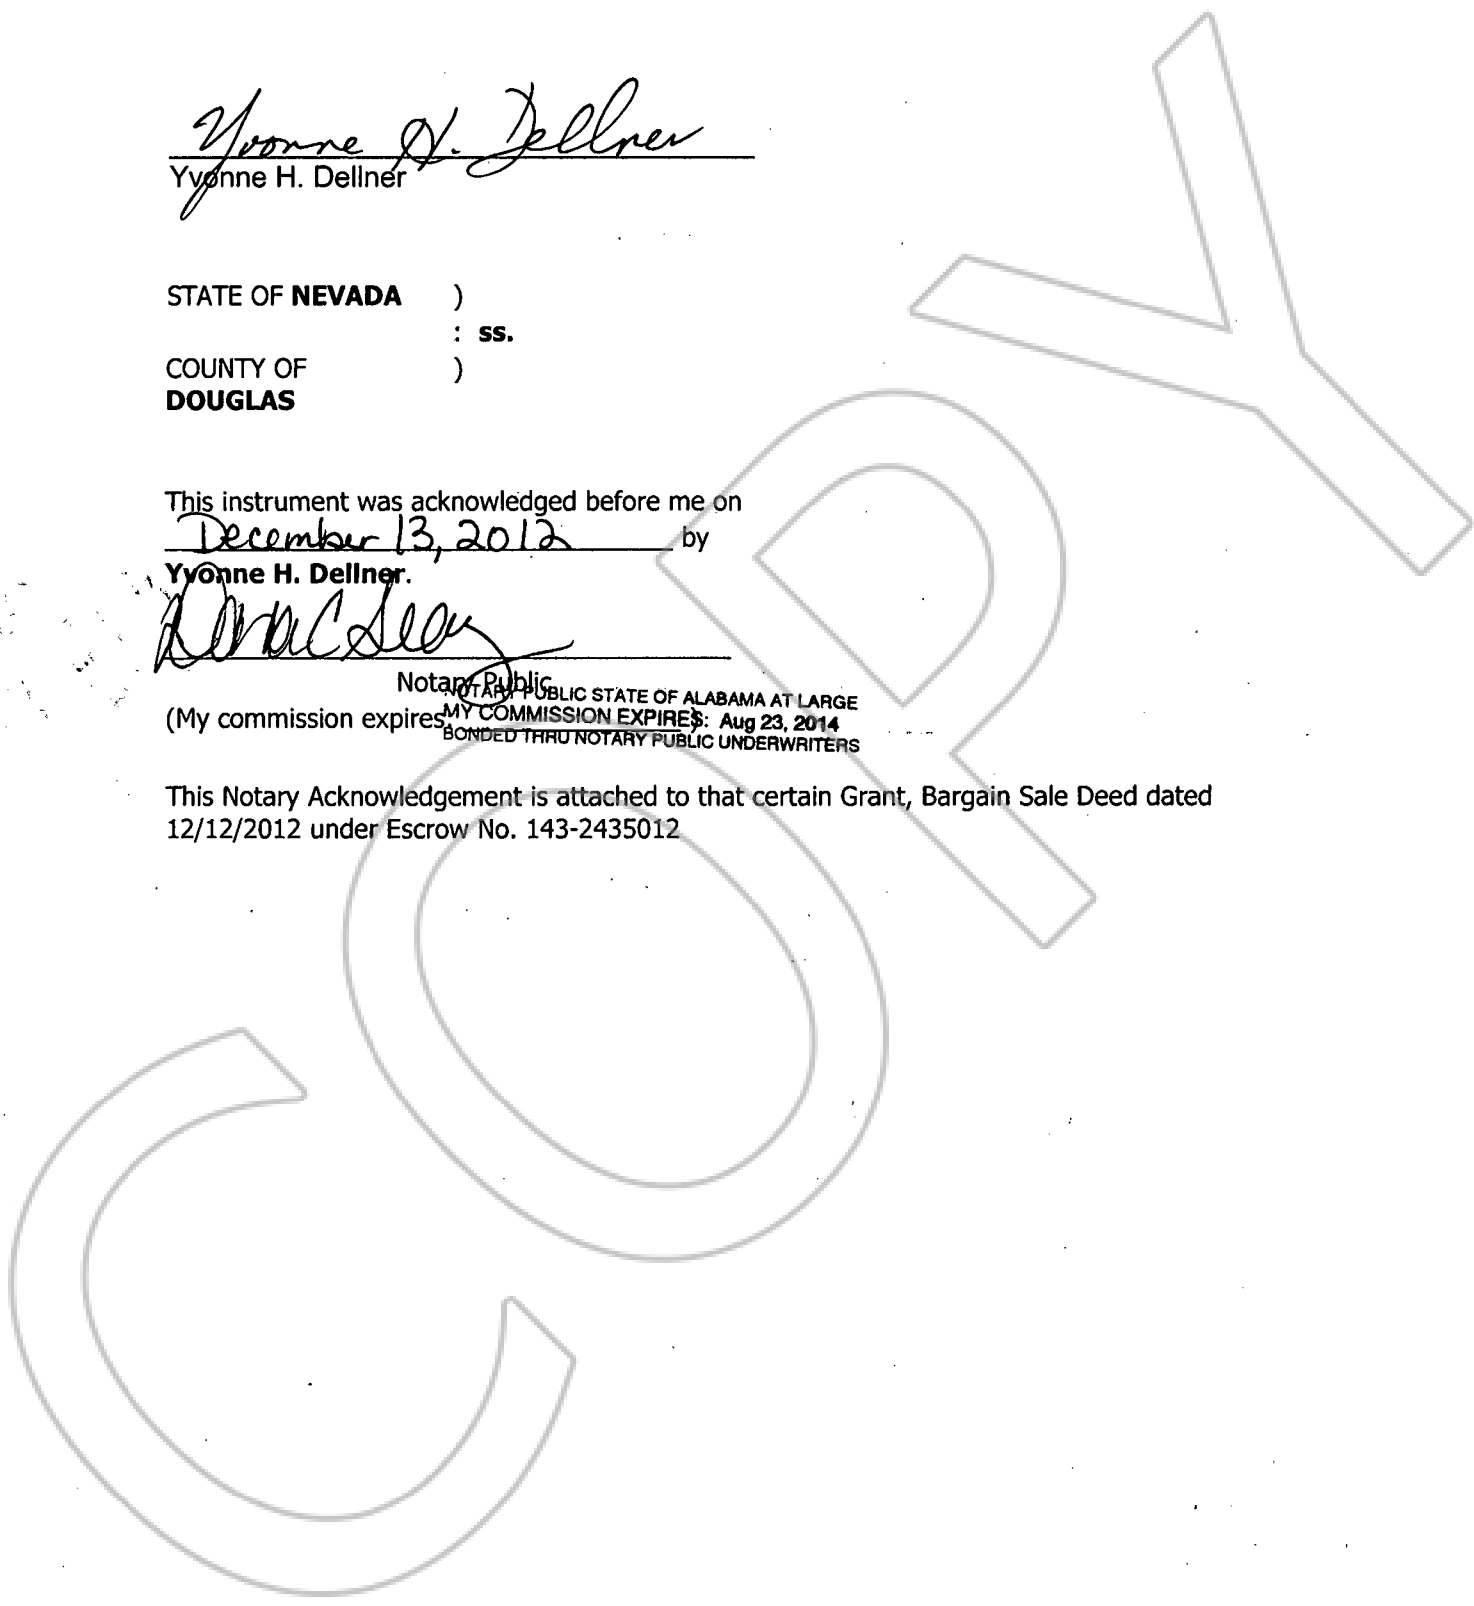 Yvonne H. Dellner
Yvonne H. Dellner
STATE OF NEVADA )
: ss.
COUNTY OF )
DOUGLAS
This instrument was acknowledged before me on
December 13, 2012 by
Yvonne H. Dellner.
Notary Public
NOTARY PUBLIC STATE OF ALABAMA AT LARGE
(My commission expires: )
MY COMMISSION EXPIRES: Aug 23, 2014
BONDED THRU NOTARY PUBLIC UNDERWRITERS
This Notary Acknowledgement is attached to that certain Grant, Bargain Sale Deed dated
12/12/2012 under Escrow No. 143-2435012
COPY